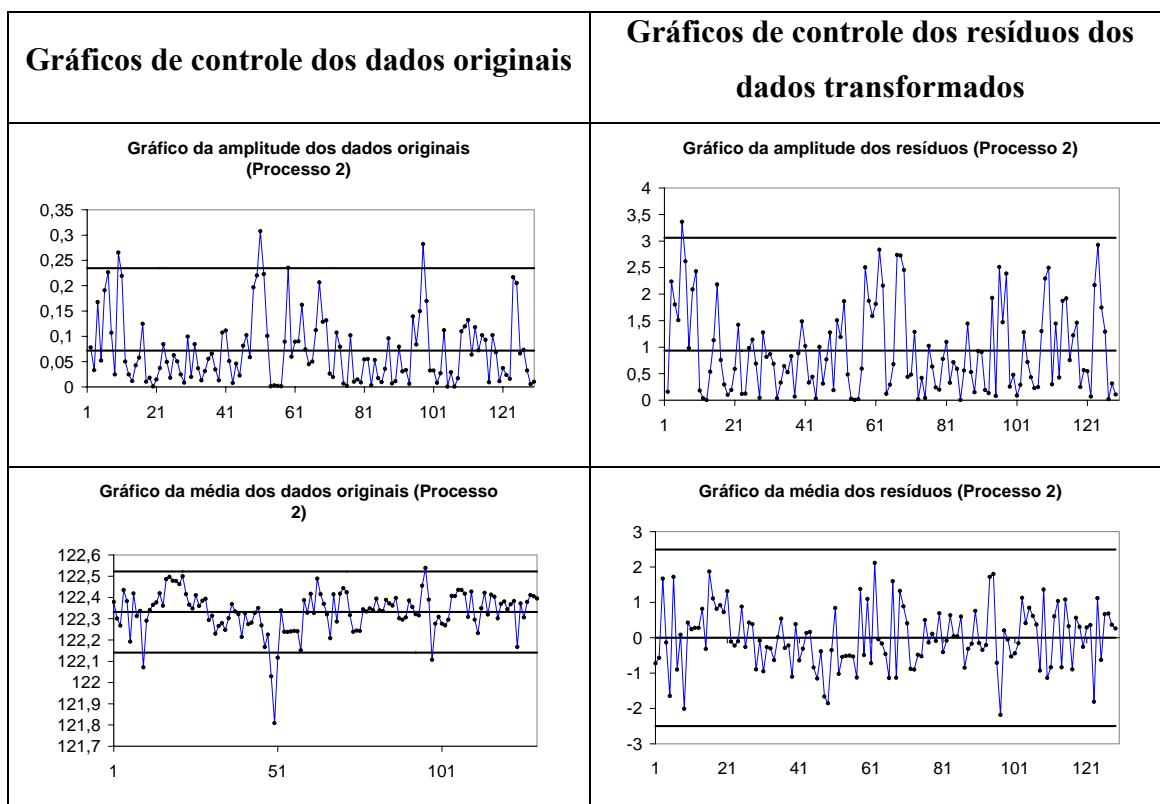 Gráficos de controle dos dados originais
Gráficos de controle dos resíduos dos
dados transformados
Gráfico da amplitude dos dados originais
(Processo 2)
0,35
0,3
0,25
0,2
0,15
0,1
0,05
0
1 21 41 61 81 101 121
Gráfico da amplitude dos resíduos (Processo 2)
4
3,5
3
2,5
2
1,5
1
0,5
0
1 21 41 61 81 101 121
Gráfico da média dos dados originais (Processo
2)
122,6
122,5
122,4
122,3
122,2
122,1
122
121,9
121,8
121,7
1 51 101
Gráfico da média dos resíduos (Processo 2)
3
2
1
0
-1
-2
-3
1 21 41 61 81 101 121